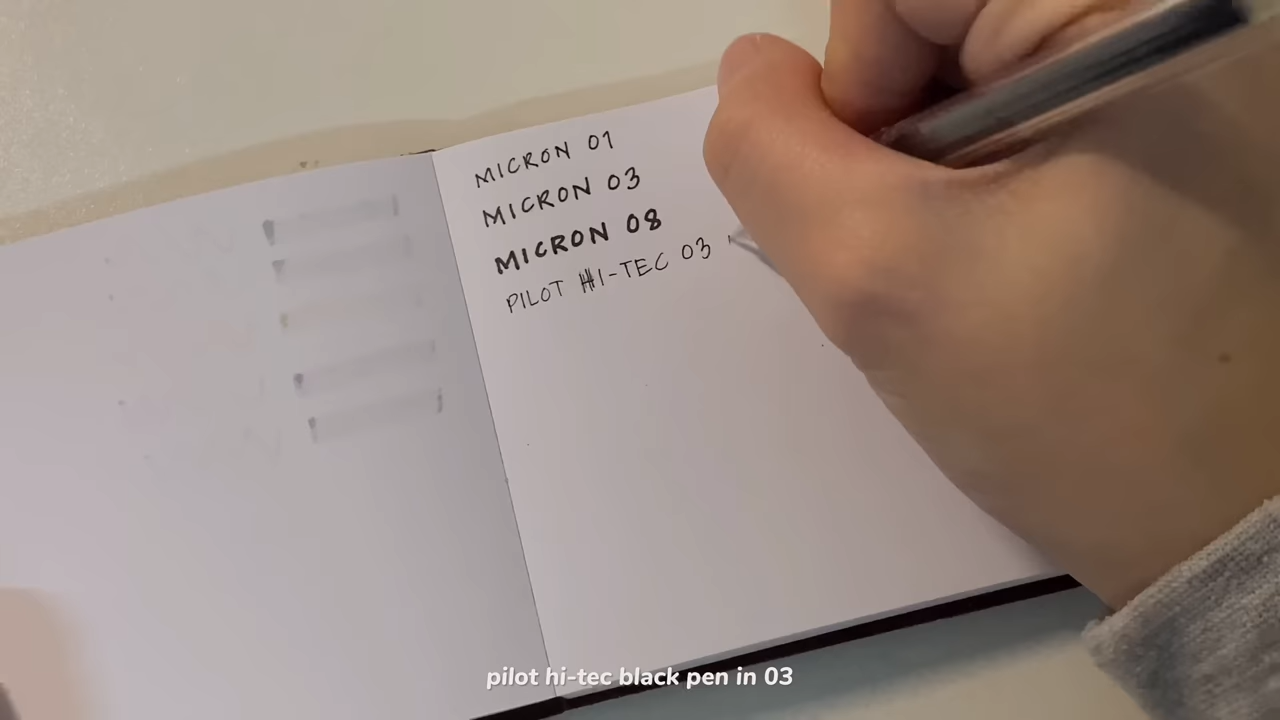 MICRON 01
MICRON 03
MICRON 08
PILOT HI-TEC 03
pilot hi-tec black pen in 03